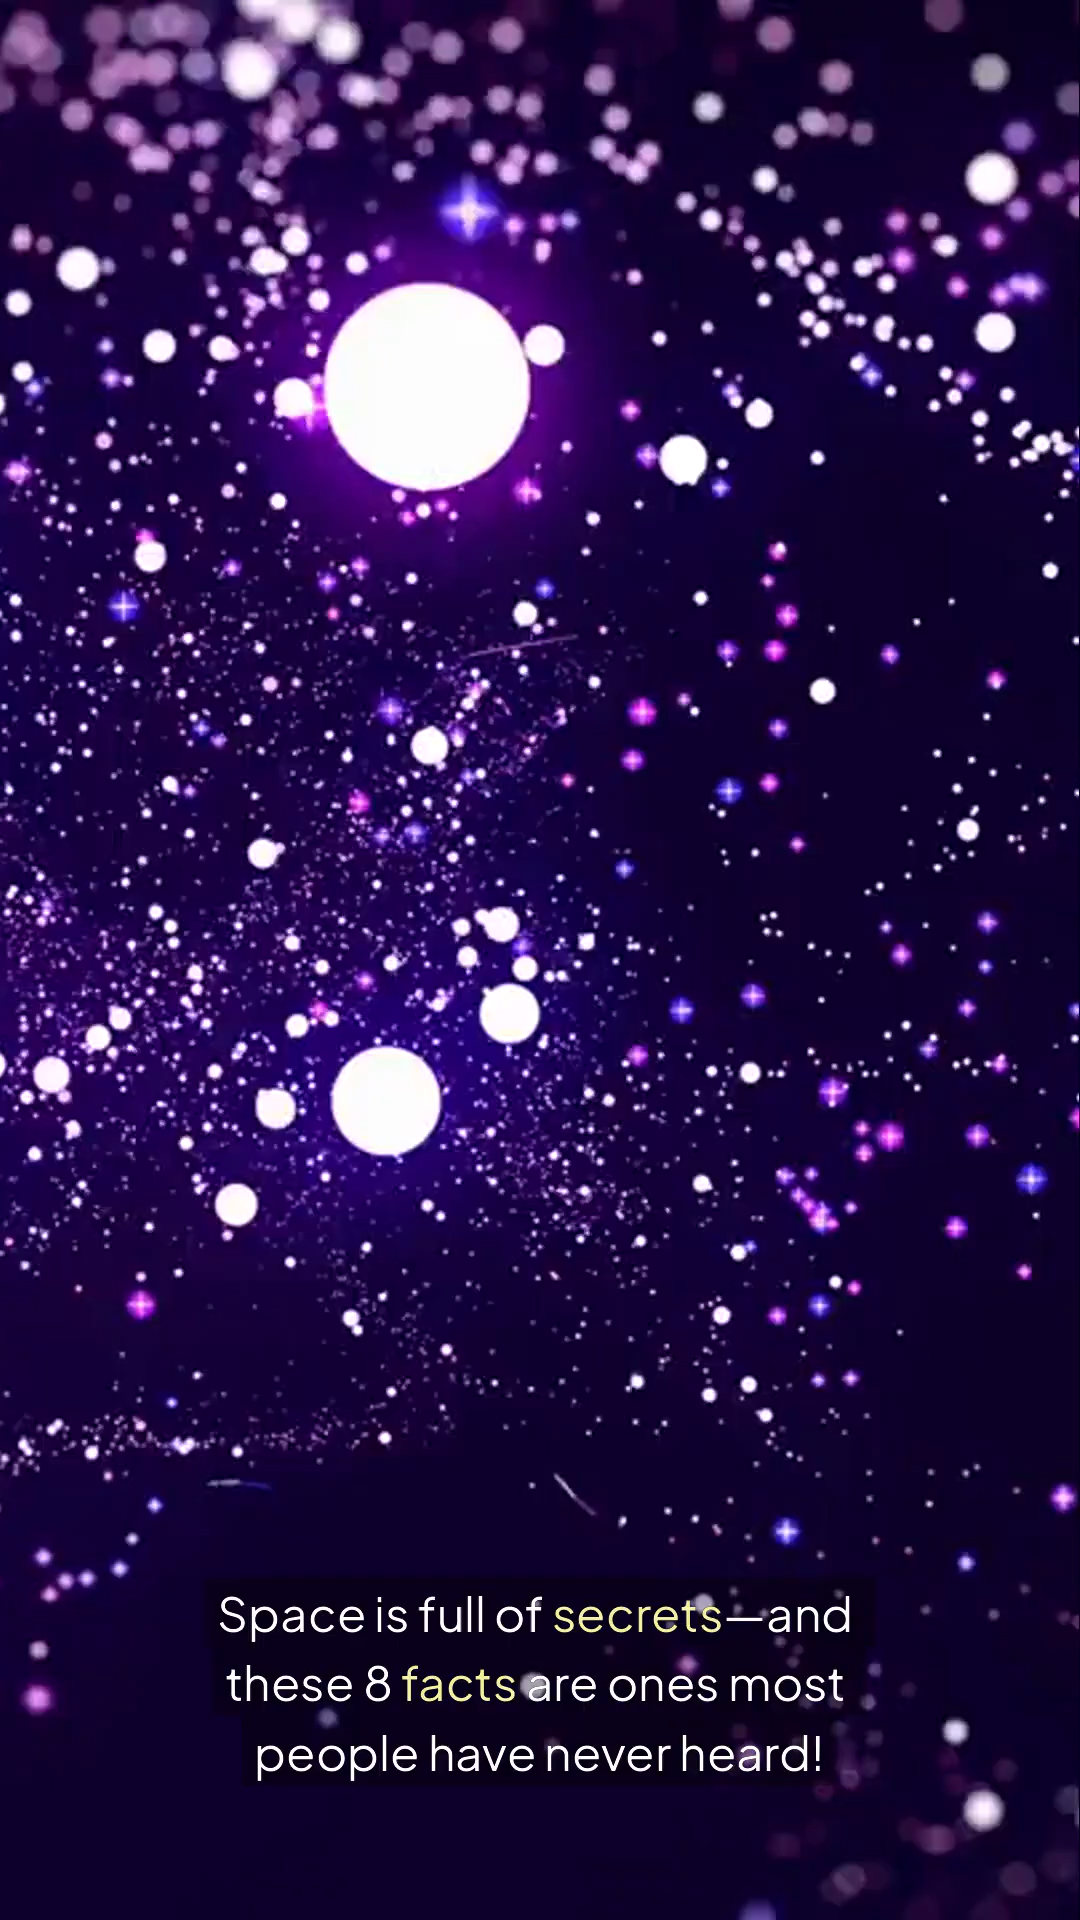 Space is full of secrets—and
these 8 facts are ones most
people have never heard!